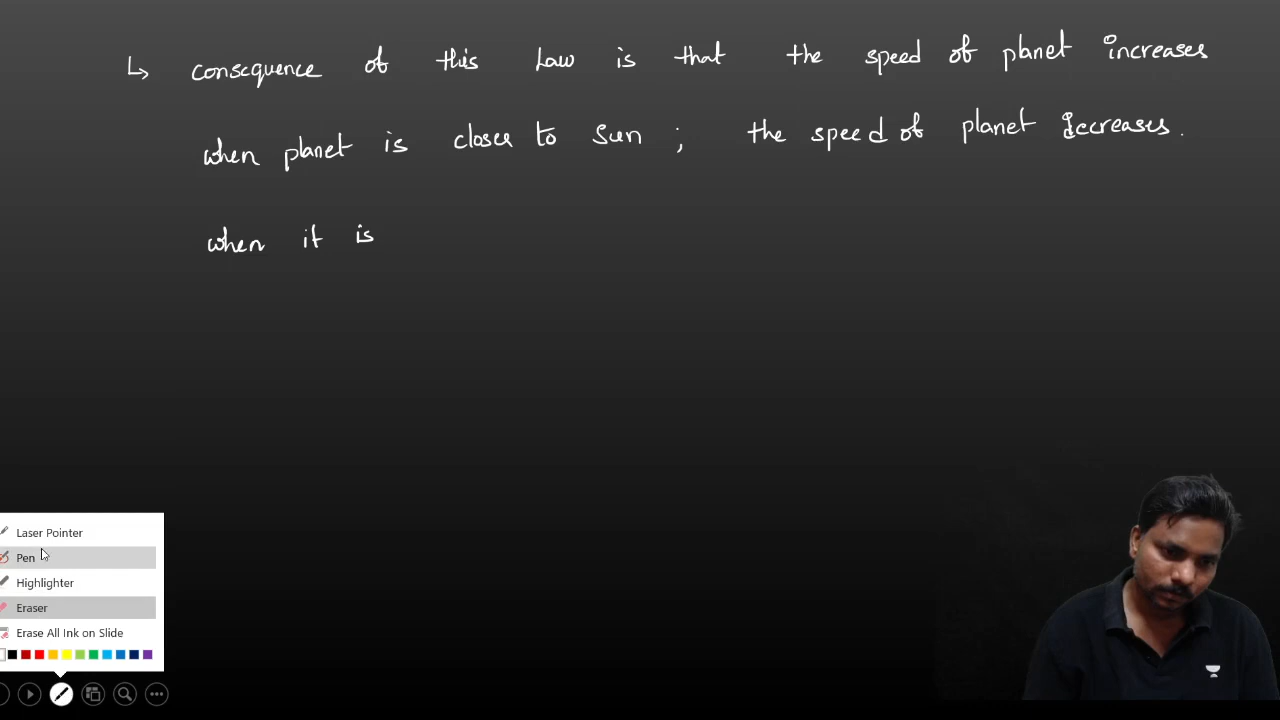 ↳ consequence of this Law is that the speed of planet increases
when planet is closer to Sun ; the speed of planet decreases.
when it is
Laser Pointer
Pen
Highlighter
Eraser
Erase All Ink on Slide